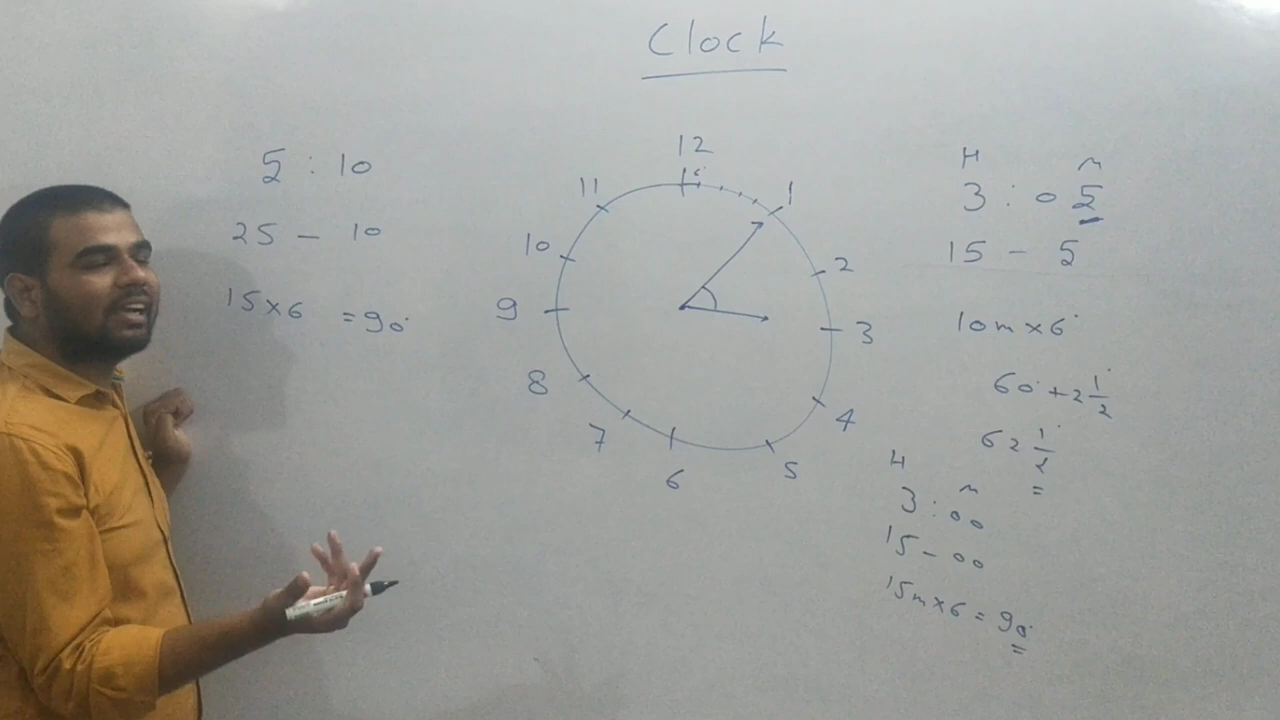 Clock
5 : 10
25 - 10
15×6 = 90°
12
1
2
3
4
5
6
7
8
9
10
11
H M
3 : 05
15 - 5
10m×6°
60° + 2 1/2°
62 1/2°
H M
3 : 00
15 - 00
15m×6 = 90°